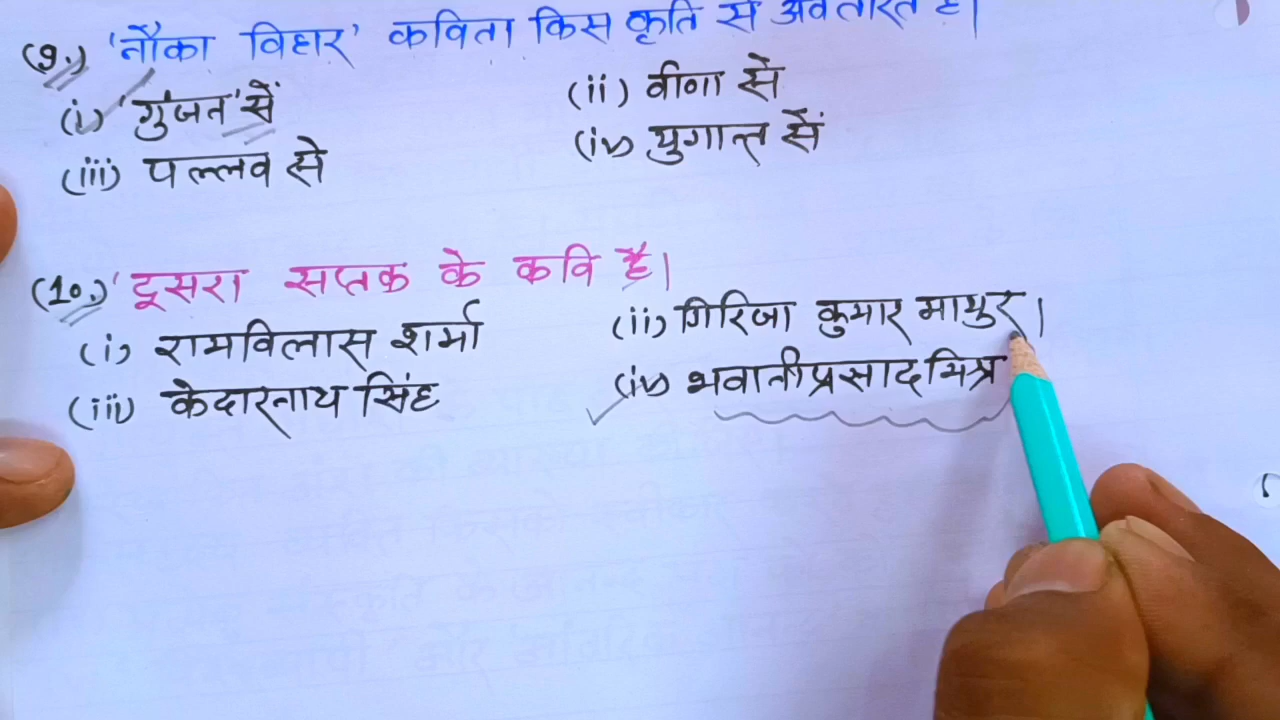 (9.) 'नौका विहार' कविता किस कृति से अवतरित है।
(i) 'गुंजन' सें (ii) वीणा से
(iii) पल्लव से (iv) युगान्त सें
(10.) 'दूसरा सप्तक के कवि है।
(i) रामविलास शर्मा (ii) गिरिजा कुमार माथुर।
(iii) केदारनाथ सिंह (iv) भवानीप्रसाद मिश्र